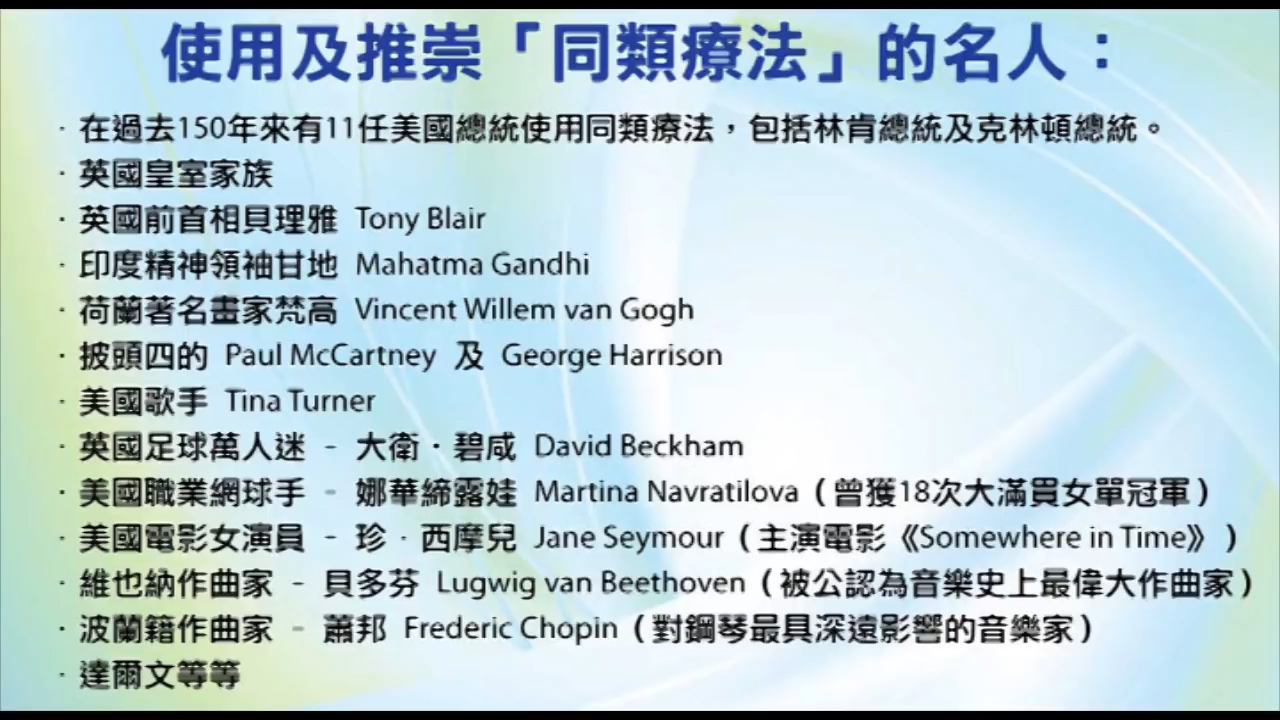 使用及推崇「同類療法」的名人：
· 在過去150年來有11任美國總統使用同類療法，包括林肯總統及克林頓總統。
· 英國皇室家族
· 英國前首相貝理雅 Tony Blair
· 印度精神領袖甘地 Mahatma Gandhi
· 荷蘭著名畫家梵高 Vincent Willem van Gogh
· 披頭四的 Paul McCartney 及 George Harrison
· 美國歌手 Tina Turner
· 英國足球萬人迷 - 大衛·碧咸 David Beckham
· 美國職業網球手 - 娜華締露娃 Martina Navratilova（曾獲18次大滿貫女單冠軍）
· 美國電影女演員 - 珍·西摩兒 Jane Seymour（主演電影《Somewhere in Time》）
· 維也納作曲家 - 貝多芬 Lugwig van Beethoven（被公認為音樂史上最偉大作曲家）
· 波蘭籍作曲家 - 蕭邦 Frederic Chopin（對鋼琴最具深遠影響的音樂家）
· 達爾文等等